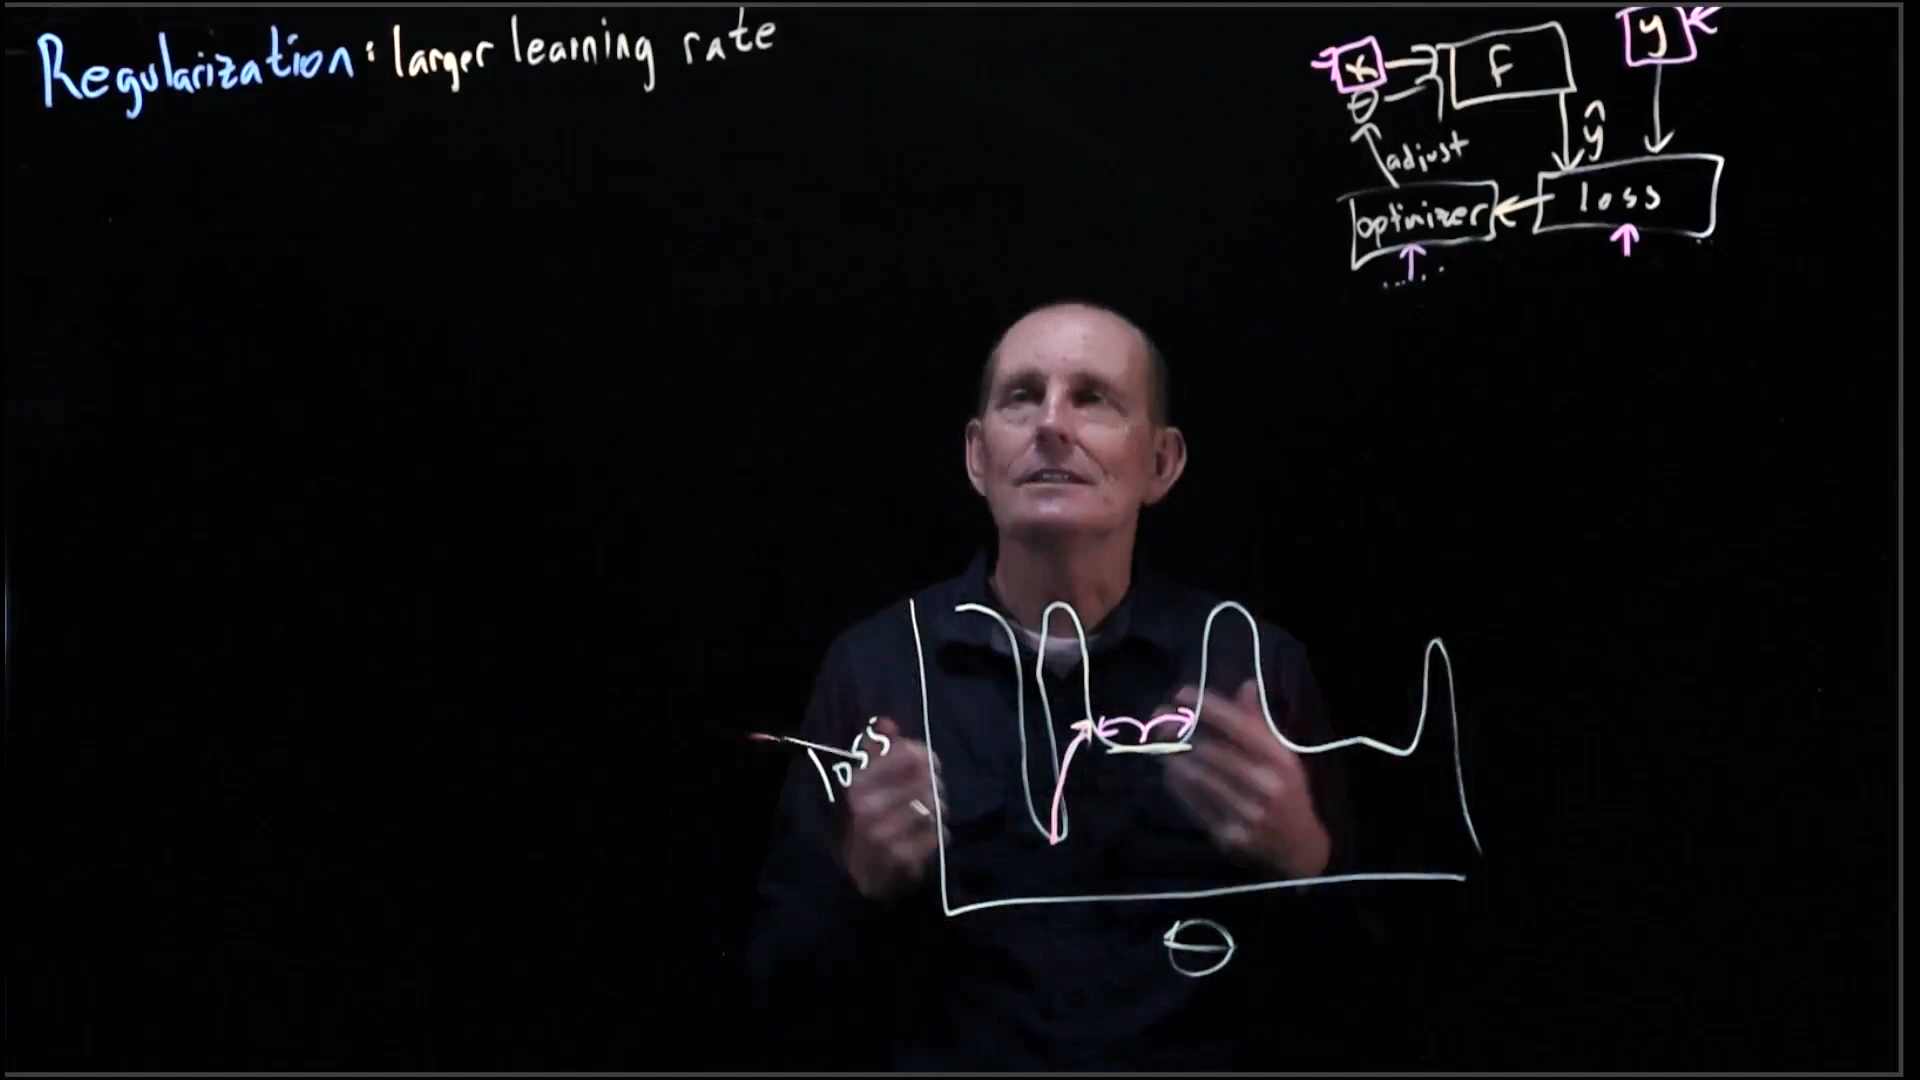 Regularization: larger learning rate
x
F
y
θ
ŷ
adjust
optimizer
loss
loss
θ